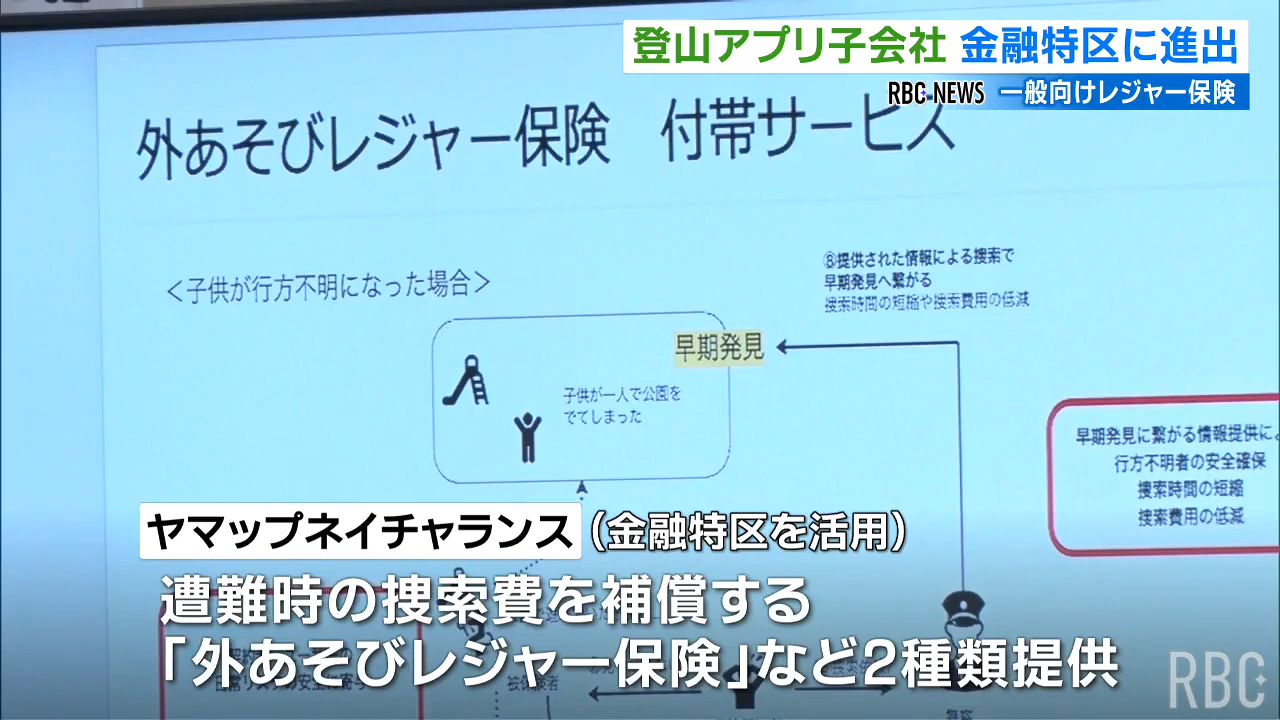 RBC
登山アプリ子会社 金融特区に進出
RBC NEWS 一般向けレジャー保険
外あそびレジャー保険 付帯サービス
＜子供が行方不明になった場合＞
⑧提供された情報による捜索で
早期発見へ繋がる
捜索時間の短縮や捜索費用の低減
早期発見
子供が一人で公園を
でてしまった
早期発見に繋がる情報提供に
行方不明者の安全確保
捜索時間の短縮
捜索費用の低減
ヤマップネイチャランス（金融特区を活用）
遭難時の捜索費を補償する
「外あそびレジャー保険」など2種類提供
被保険者
警察
RBC